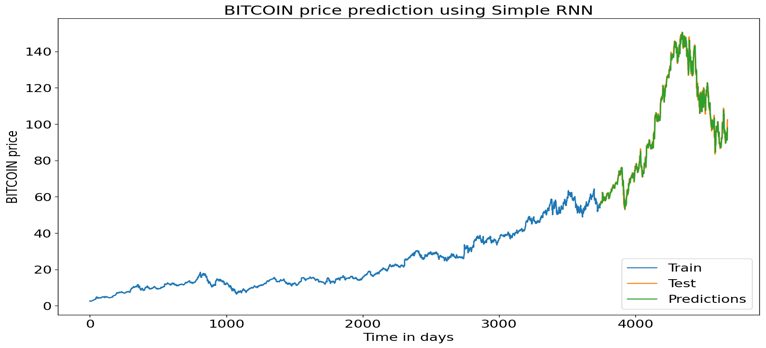 BITCOIN price prediction using Simple RNN
140
120
100
80
60
40
20
0
BITCOIN price
0 1000 2000 3000 4000
Time in days
Train
Test
Predictions